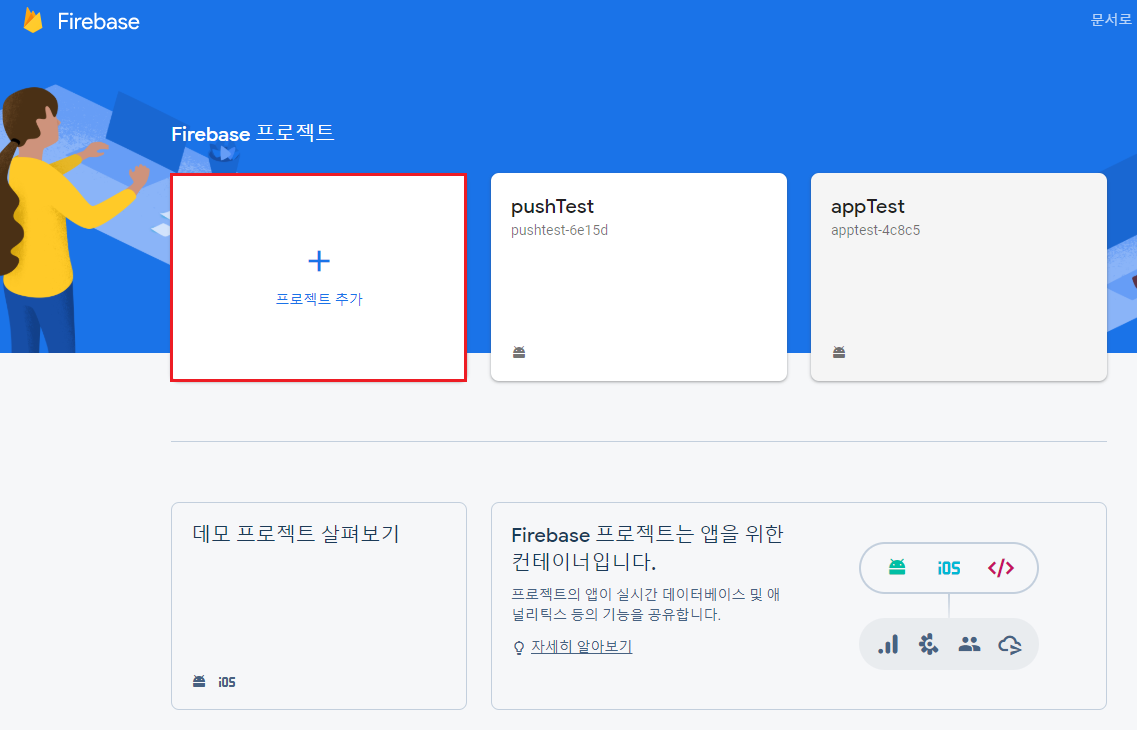 Firebase
문서로
Firebase 프로젝트
프로젝트 추가
pushTest
pushtest-6e15d
appTest
apptest-4c8c5
데모 프로젝트 살펴보기
iOS
Firebase 프로젝트는 앱을 위한
컨테이너입니다.
프로젝트의 앱이 실시간 데이터베이스 및 애
널리틱스 등의 기능을 공유합니다.
자세히 알아보기
iOS </>